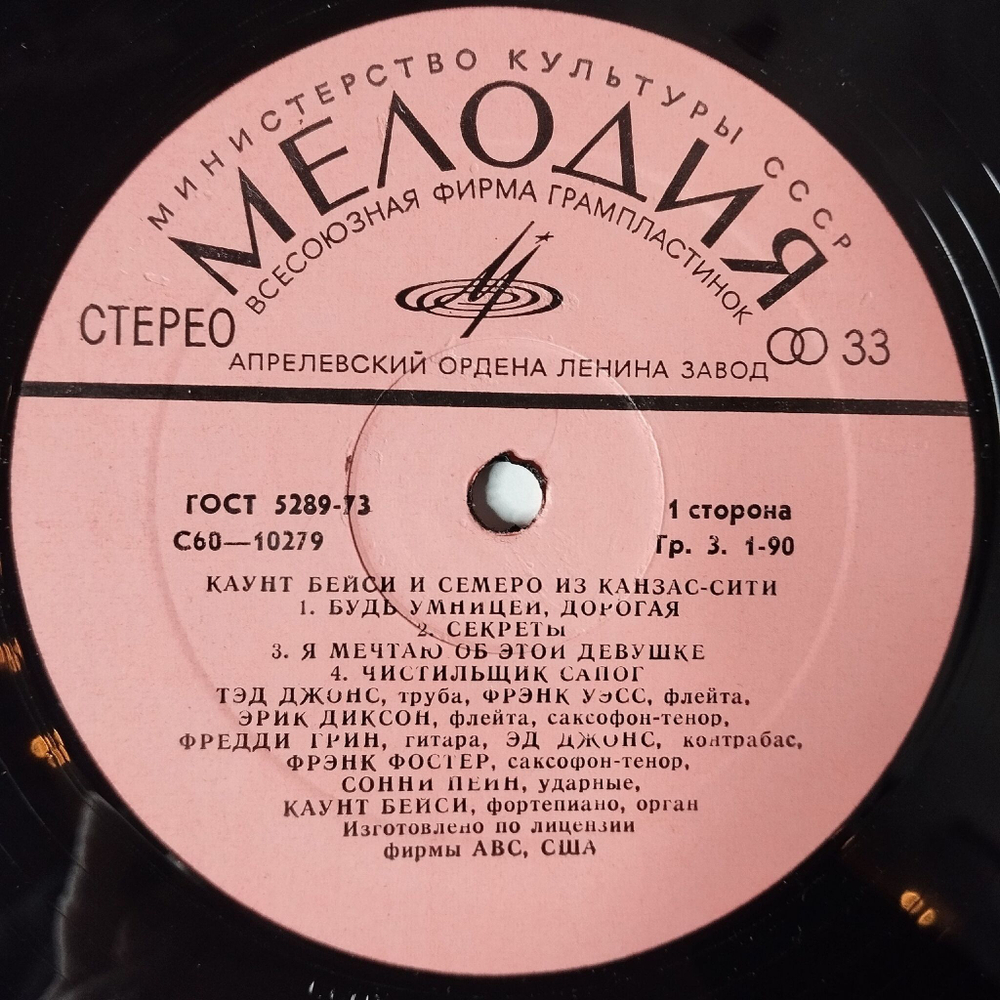 МИНИСТЕРСТВО КУЛЬТУРЫ СССР
МЕЛОДИЯ
ВСЕСОЮЗНАЯ ФИРМА ГРАМПЛАСТИНОК
СТЕРЕО
33
АПРЕЛЕВСКИЙ ОРДЕНА ЛЕНИНА ЗАВОД
ГОСТ 5289-73
1 сторона
С60—10279
Гр. 3. 1-90
КАУНТ БЕЙСИ И СЕМЕРО ИЗ КАНЗАС-СИТИ
1. БУДЬ УМНИЦЕЙ, ДОРОГАЯ
2. СЕКРЕТЫ
3. Я МЕЧТАЮ ОБ ЭТОЙ ДЕВУШКЕ
4. ЧИСТИЛЬЩИК САПОГ
ТЭД ДЖОНС, труба, ФРЭНК УЭСС, флейта,
ЭРИК ДИКСОН, флейта, саксофон-тенор,
ФРЕДДИ ГРИН, гитара, ЭД ДЖОНС, контрабас,
ФРЭНК ФОСТЕР, саксофон-тенор,
СОННИ ПЕЙН, ударные,
КАУНТ БЕЙСИ, фортепиано, орган
Изготовлено по лицензии
фирмы ABC, США